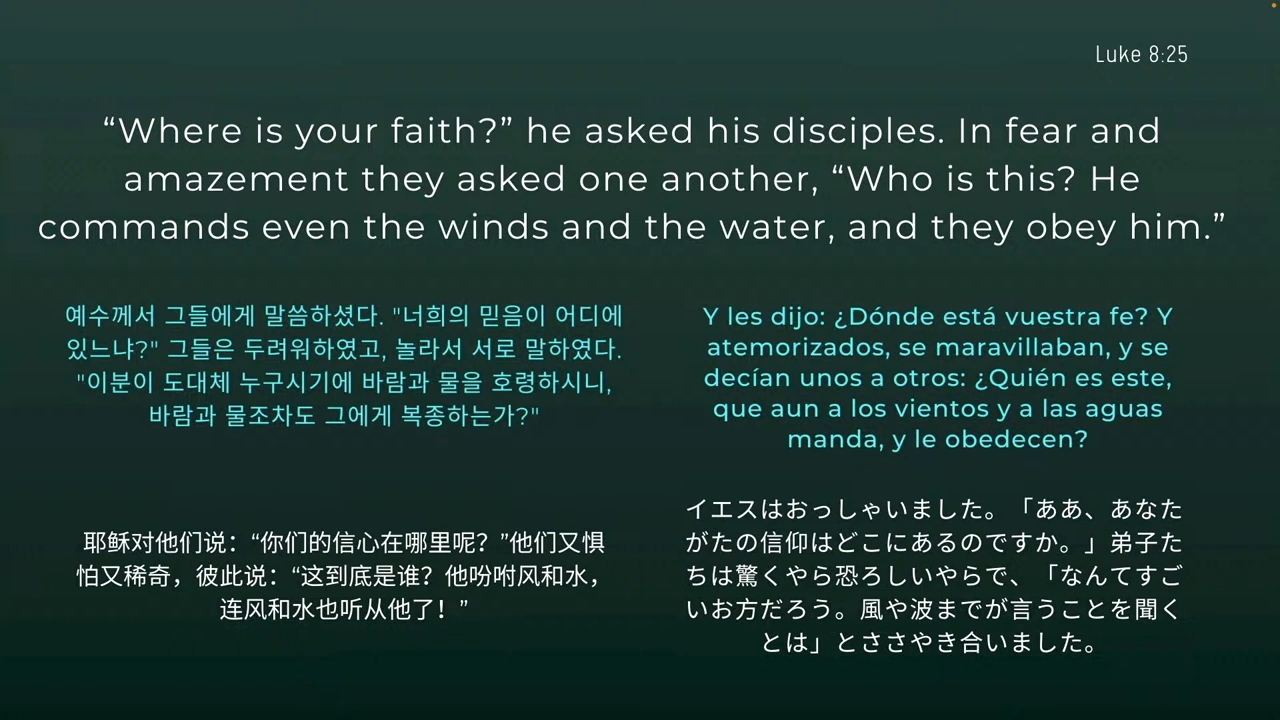 Luke 8:25
“Where is your faith?” he asked his disciples. In fear and
amazement they asked one another, “Who is this? He
commands even the winds and the water, and they obey him.”
예수께서 그들에게 말씀하셨다. "너희의 믿음이 어디에
있느냐?" 그들은 두려워하였고, 놀라서 서로 말하였다.
"이분이 도대체 누구시기에 바람과 물을 호령하시니,
바람과 물조차도 그에게 복종하는가?"
Y les dijo: ¿Dónde está vuestra fe? Y
atemorizados, se maravillaban, y se
decían unos a otros: ¿Quién es este,
que aun a los vientos y a las aguas
manda, y le obedecen?
耶稣对他们说：“你们的信心在哪里呢？”他们又惧
怕又稀奇，彼此说：“这到底是谁？他吩咐风和水，
连风和水也听从他了！”
イエスはおっしゃいました。「ああ、あなた
がたの信仰はどこにあるのですか。」弟子た
ちは驚くやら恐ろしいやらで、「なんてすご
いお方だろう。風や波までが言うことを聞く
とは」とささやき合いました。